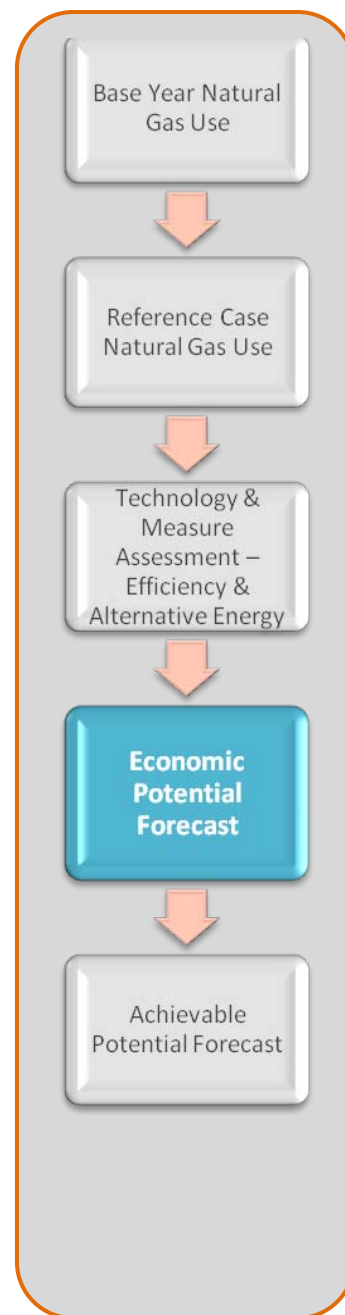 Base Year Natural
Gas Use
Reference Case
Natural Gas Use
Technology &
Measure
Assessment –
Efficiency &
Alternative Energy
Economic
Potential
Forecast
Achievable
Potential Forecast